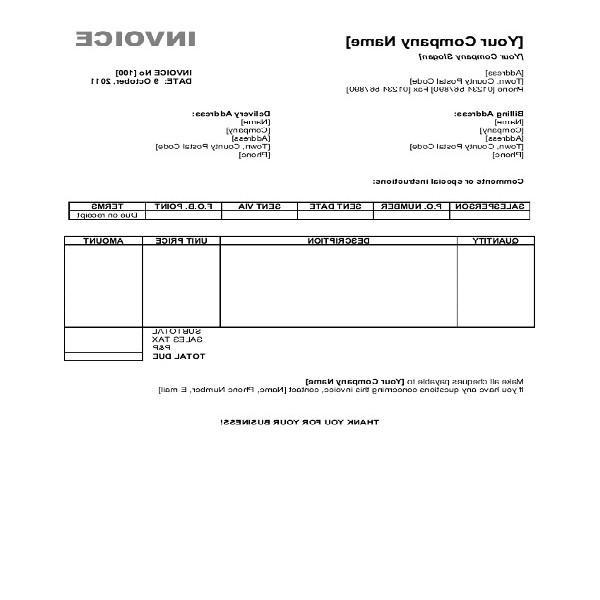 [Your Company Name] INVOICE
[Your Company Slogan]
[Address] INVOICE No [100]
[Town, County Postal Code] DATE: 9 October, 2011
Phone [01234 567890] Fax [01234 567890]
Billing Address: Delivery Address:
[Name] [Name]
[Company] [Company]
[Address] [Address]
[Town, County Postal Code] [Town, County Postal Code]
[Phone] [Phone]
Comments or special instructions:
SALESPERSON P.O. NUMBER SENT DATE SENT VIA F.O.B. POINT TERMS
Due on receipt
QUANTITY DESCRIPTION UNIT PRICE AMOUNT
SUBTOTAL
SALES TAX
P&P
TOTAL DUE
Make all cheques payable to [Your Company Name]
If you have any questions concerning this invoice, contact [Name, Phone Number, E.mail]
THANK YOU FOR YOUR BUSINESS!